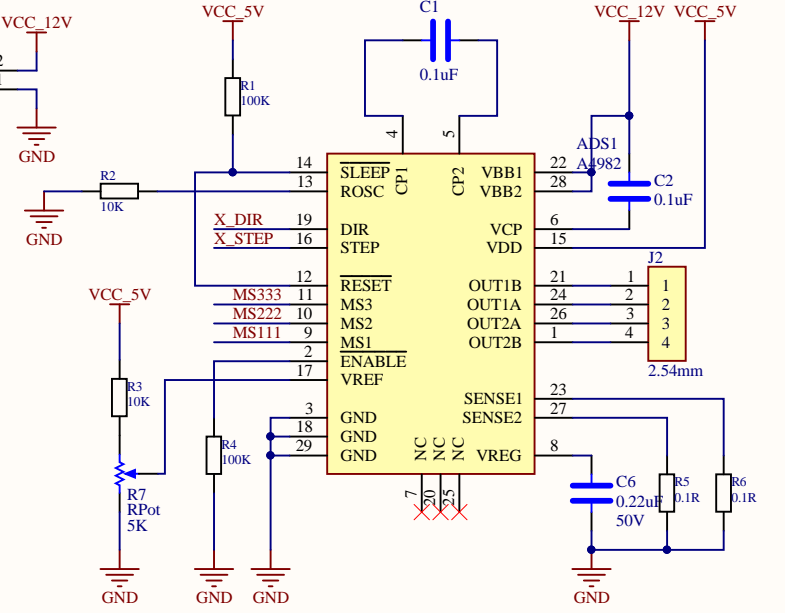 C1
VCC_5V
VCC_12V
VCC_5V
VCC_12V
0.1uF
R1
100K
2
1
GND
4
5
ADS1
A4982
14
SLEEP
CP1
CP2
VBB1
22
13
ROSC
VBB2
28
R2
10K
C2
0.1uF
GND
X_DIR
19
DIR
VCP
6
X_STEP
16
STEP
VDD
15
J2
12
RESET
OUT1B
21
1
1
MS333
11
MS3
OUT1A
24
2
2
MS222
10
MS2
OUT2A
26
3
3
MS111
9
MS1
OUT2B
1
4
4
VCC_5V
2
ENABLE
2.54mm
17
VREF
R3
10K
SENSE1
23
3
GND
SENSE2
27
18
GND
29
GND
VREG
8
NC
NC
NC
R4
100K
7
20
25
R7
RPot
5K
C6
0.22uF
50V
R5
0.1R
R6
0.1R
GND
GND
GND
GND